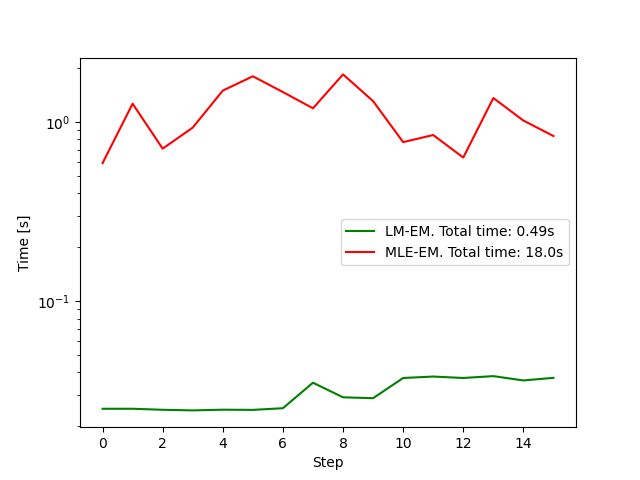 10⁰
10⁻¹
Time [s]
LM-EM. Total time: 0.49s
MLE-EM. Total time: 18.0s
0 2 4 6 8 10 12 14
Step